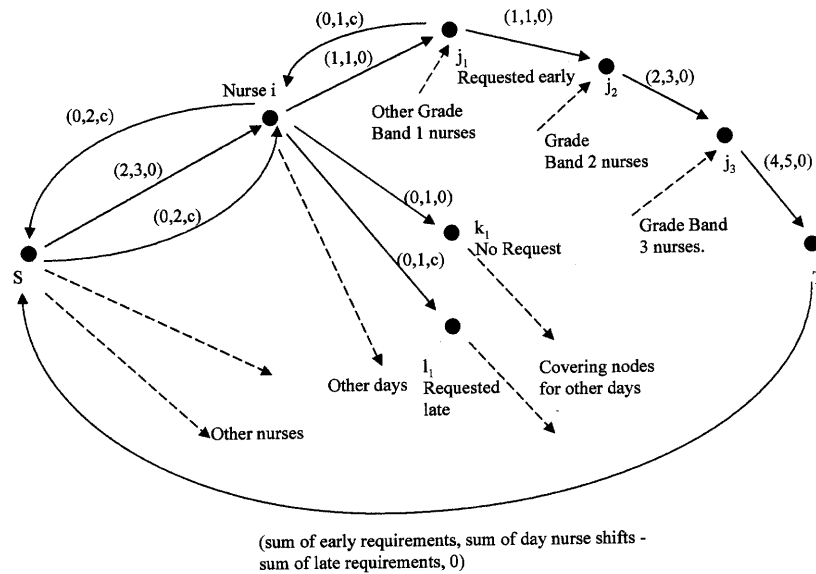 (0,1,c)
(1,1,0)
(1,1,0)
j1
Requested early
j2
(2,3,0)
Nurse i
(0,2,c)
Other Grade
Band 1 nurses
Grade
Band 2 nurses
j3
(4,5,0)
(2,3,0)
(0,1,0)
(0,2,c)
k1
No Request
Grade Band
3 nurses.
(0,1,c)
S
T
l1
Requested
late
Other days
Covering nodes
for other days
Other nurses
(sum of early requirements, sum of day nurse shifts -
sum of late requirements, 0)